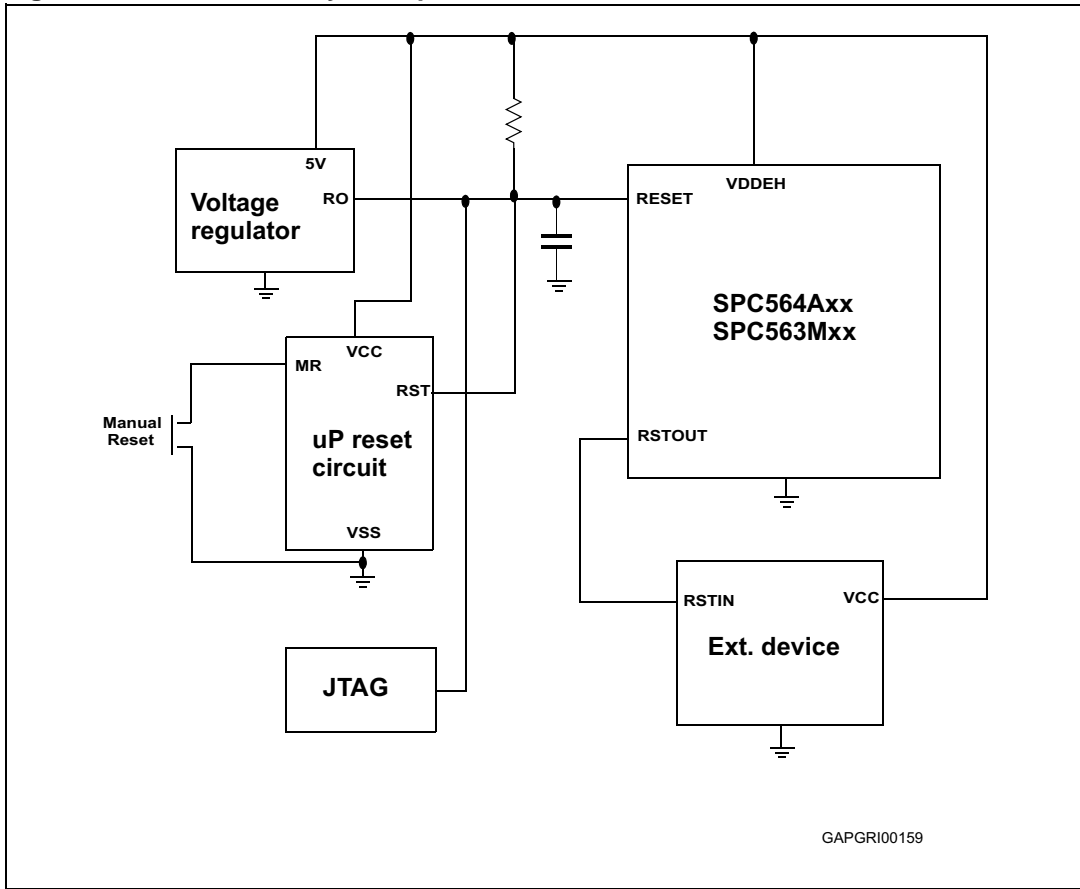 5V
RO
Voltage
regulator
VDDEH
RESET
SPC564Axx
SPC563Mxx
VCC
MR
RST
Manual
Reset
uP reset
circuit
VSS
RSTOUT
RSTIN
VCC
Ext. device
JTAG
GAPGRI00159